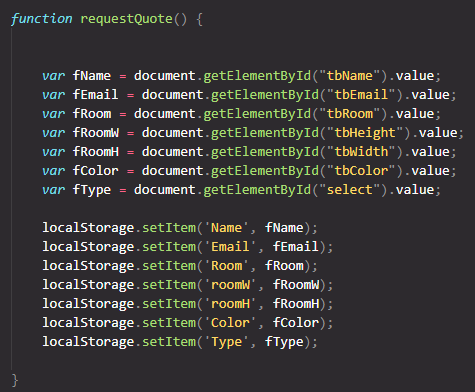 function requestQuote() {
var fName = document.getElementById("tbName").value;
var fEmail = document.getElementById("tbEmail").value;
var fRoom = document.getElementById("tbRoom").value;
var fRoomW = document.getElementById("tbHeight").value;
var fRoomH = document.getElementById("tbWidth").value;
var fColor = document.getElementById("tbColor").value;
var fType = document.getElementById("select").value;
localStorage.setItem('Name', fName);
localStorage.setItem('Email', fEmail);
localStorage.setItem('Room', fRoom);
localStorage.setItem('roomW', fRoomW);
localStorage.setItem('roomH', fRoomH);
localStorage.setItem('Color', fColor);
localStorage.setItem('Type', fType);
}